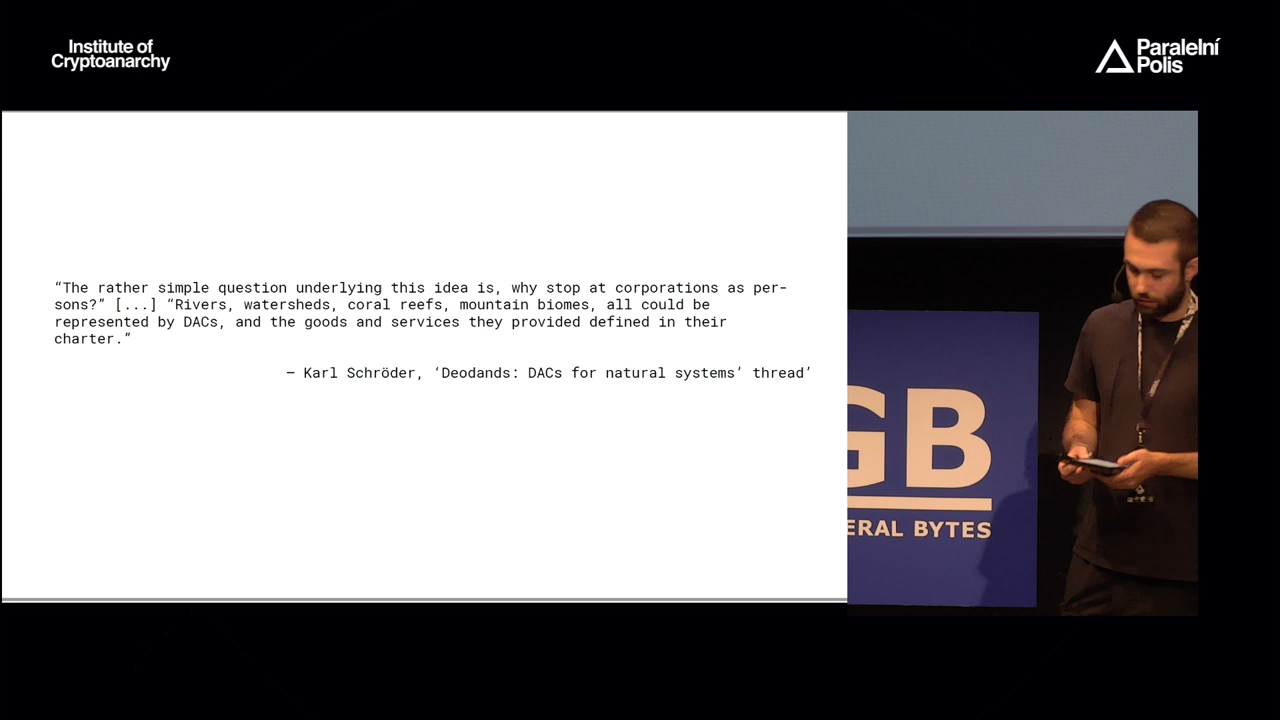 Institute of
Cryptoanarchy
Paralelní
Polis
“The rather simple question underlying this idea is, why stop at corporations as per-
sons?” [...] “Rivers, watersheds, coral reefs, mountain biomes, all could be
represented by DACs, and the goods and services they provided defined in their
charter.”
— Karl Schröder, ‘Deodands: DACs for natural systems’ thread’
GB
ERAL BYTES